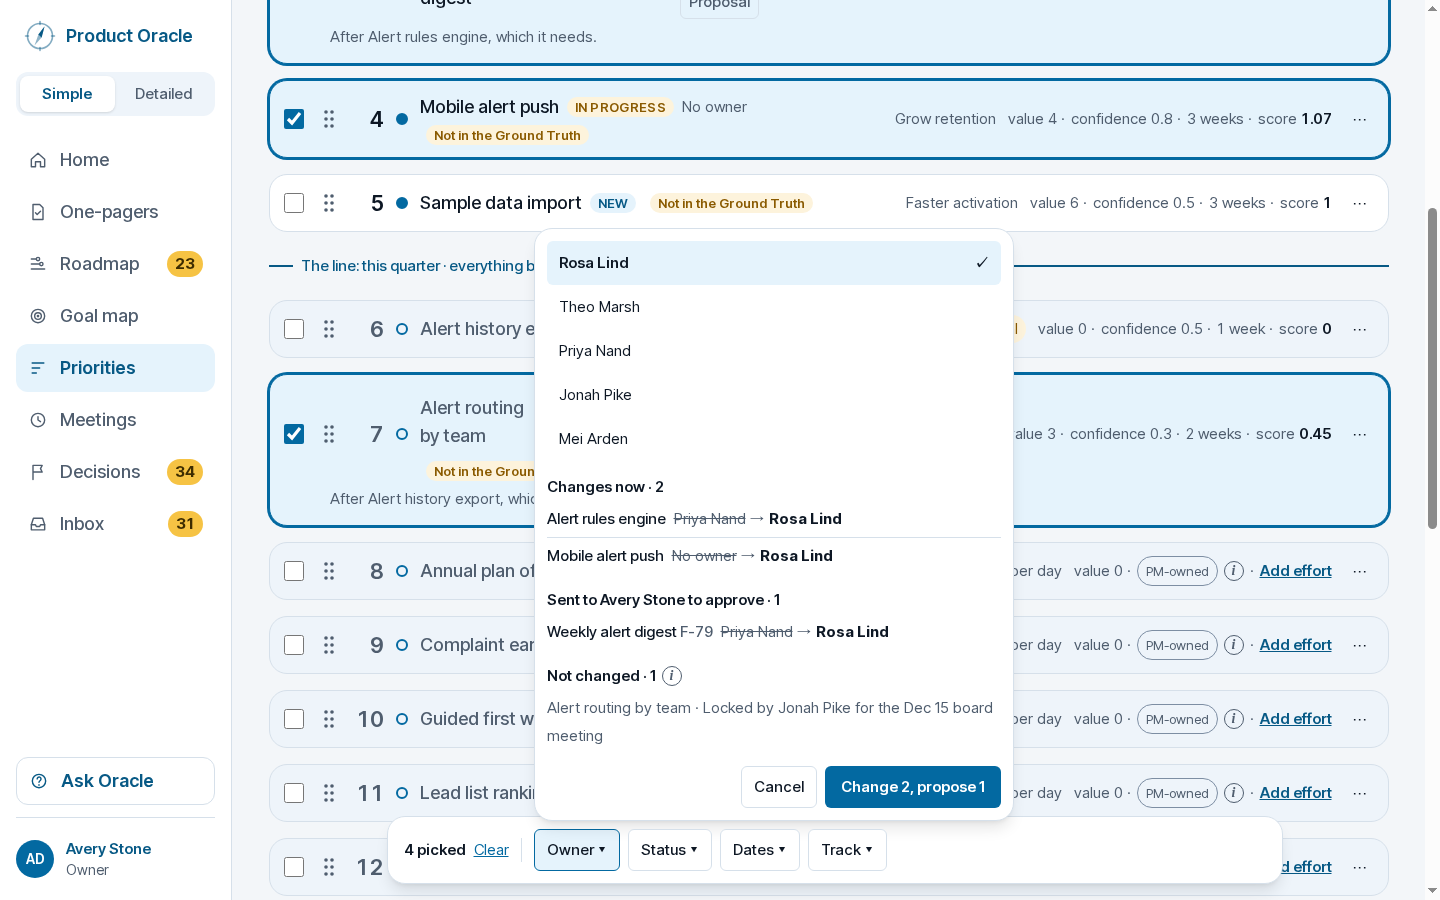 Product Oracle
Simple Detailed
Home
One-pagers
Roadmap 23
Goal map
Priorities
Meetings
Decisions 34
Inbox 31
Ask Oracle
AD Avery Stone
Owner
digest Proposal
After Alert rules engine, which it needs.
4 Mobile alert push IN PROGRESS No owner
Not in the Ground Truth
Grow retention value 4 · confidence 0.8 · 3 weeks · score 1.07 ···
5 Sample data import NEW Not in the Ground Truth Faster activation value 6 · confidence 0.5 · 3 weeks · score 1 ···
The line: this quarter · everything
6 Alert history value 0 · confidence 0.5 · 1 week · score 0 ···
7 Alert routing
by team
3 · confidence 0.3 · 2 weeks · score 0.45 ···
Not in the
After Alert history export,
8 Annual plan per day value 0 · PM-owned i · Add effort ···
9 Complaint per day value 0 · PM-owned i · Add effort ···
10 Guided first per day value 0 · PM-owned i · Add effort ···
11 Lead list per day value 0 · PM-owned i · Add effort ···
12 effort ···
Rosa Lind ✓
Theo Marsh
Priya Nand
Jonah Pike
Mei Arden
Changes now · 2
Alert rules engine Priya Nand → Rosa Lind
Mobile alert push No owner → Rosa Lind
Sent to Avery Stone to approve · 1
Weekly alert digest F-79 Priya Nand → Rosa Lind
Not changed · 1 i
Alert routing by team · Locked by Jonah Pike for the Dec 15 board
meeting
Cancel Change 2, propose 1
4 picked Clear Owner ▾ Status ▾ Dates ▾ Track ▾